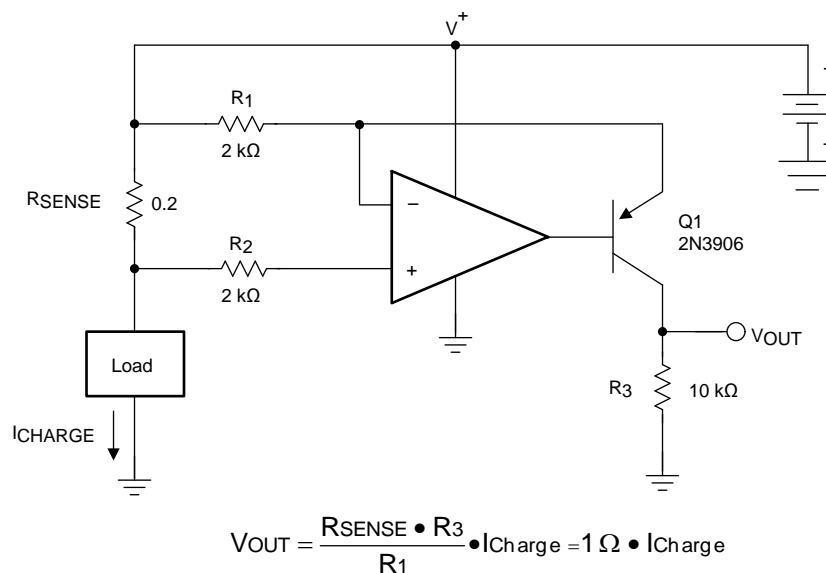 V+
+
R1
2 kΩ
RSENSE
0.2
−
+
Q1
2N3906
R2
2 kΩ
Load
VOUT
R3
10 kΩ
ICHARGE
VOUT = RSENSE • R3 / R1 • ICharge = 1 Ω • ICharge